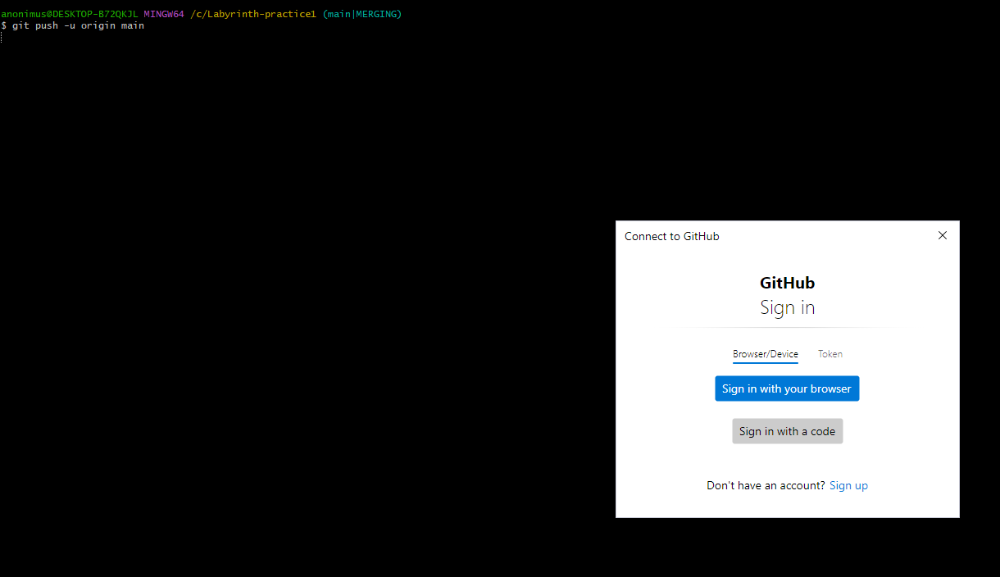 anonimus@DESKTOP-B72QKJL MINGW64 /c/Labyrinth-practice1 (main|MERGING)
$ git push -u origin main
Connect to GitHub
GitHub
Sign in
Browser/Device Token
Sign in with your browser
Sign in with a code
Don't have an account? Sign up